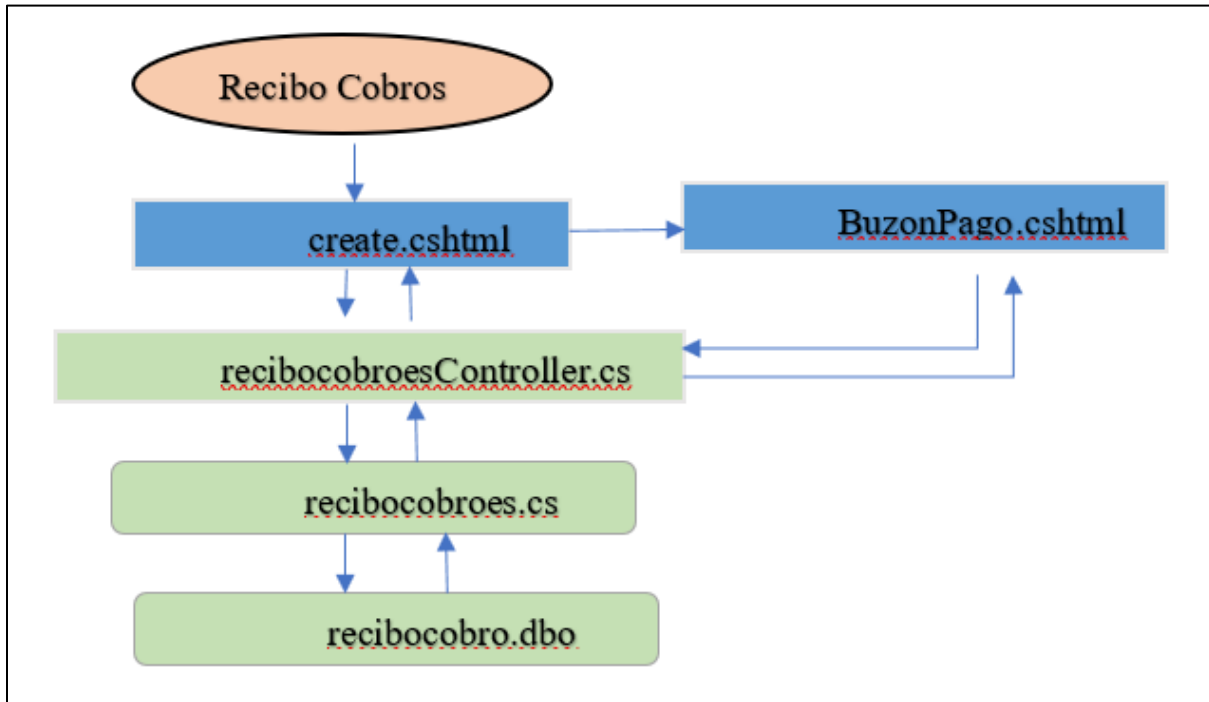 Recibo Cobros
create.cshtml
BuzonPago.cshtml
recibocobroesController.cs
recibocobroes.cs
recibocobro.dbo